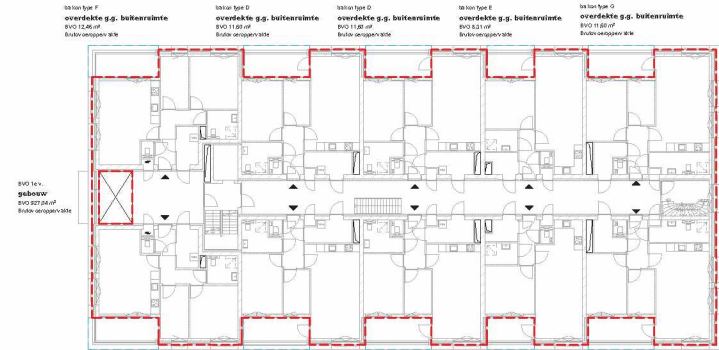 balkon type F
overdekte g.g. buitenruimte
BVO 12,46 m²
Bruto vloeroppervlakte
balkon type D
overdekte g.g. buitenruimte
BVO 11,60 m²
Bruto vloeroppervlakte
balkon type D
overdekte g.g. buitenruimte
BVO 11,60 m²
Bruto vloeroppervlakte
balkon type E
overdekte g.g. buitenruimte
BVO 8,31 m²
Bruto vloeroppervlakte
balkon type G
overdekte g.g. buitenruimte
BVO 11,60 m²
Bruto vloeroppervlakte
BVO 1e v.
gebouw
BVO 927,04 m²
Bruto vloeroppervlakte